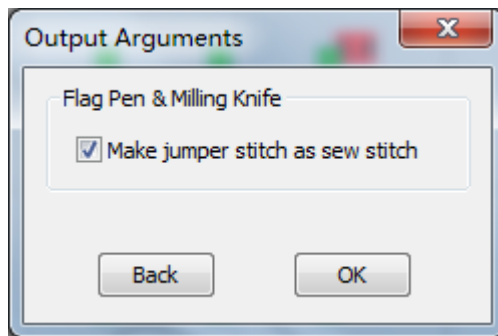 Output Arguments
Flag Pen & Milling Knife
Make jumper stitch as sew stitch
Back
OK